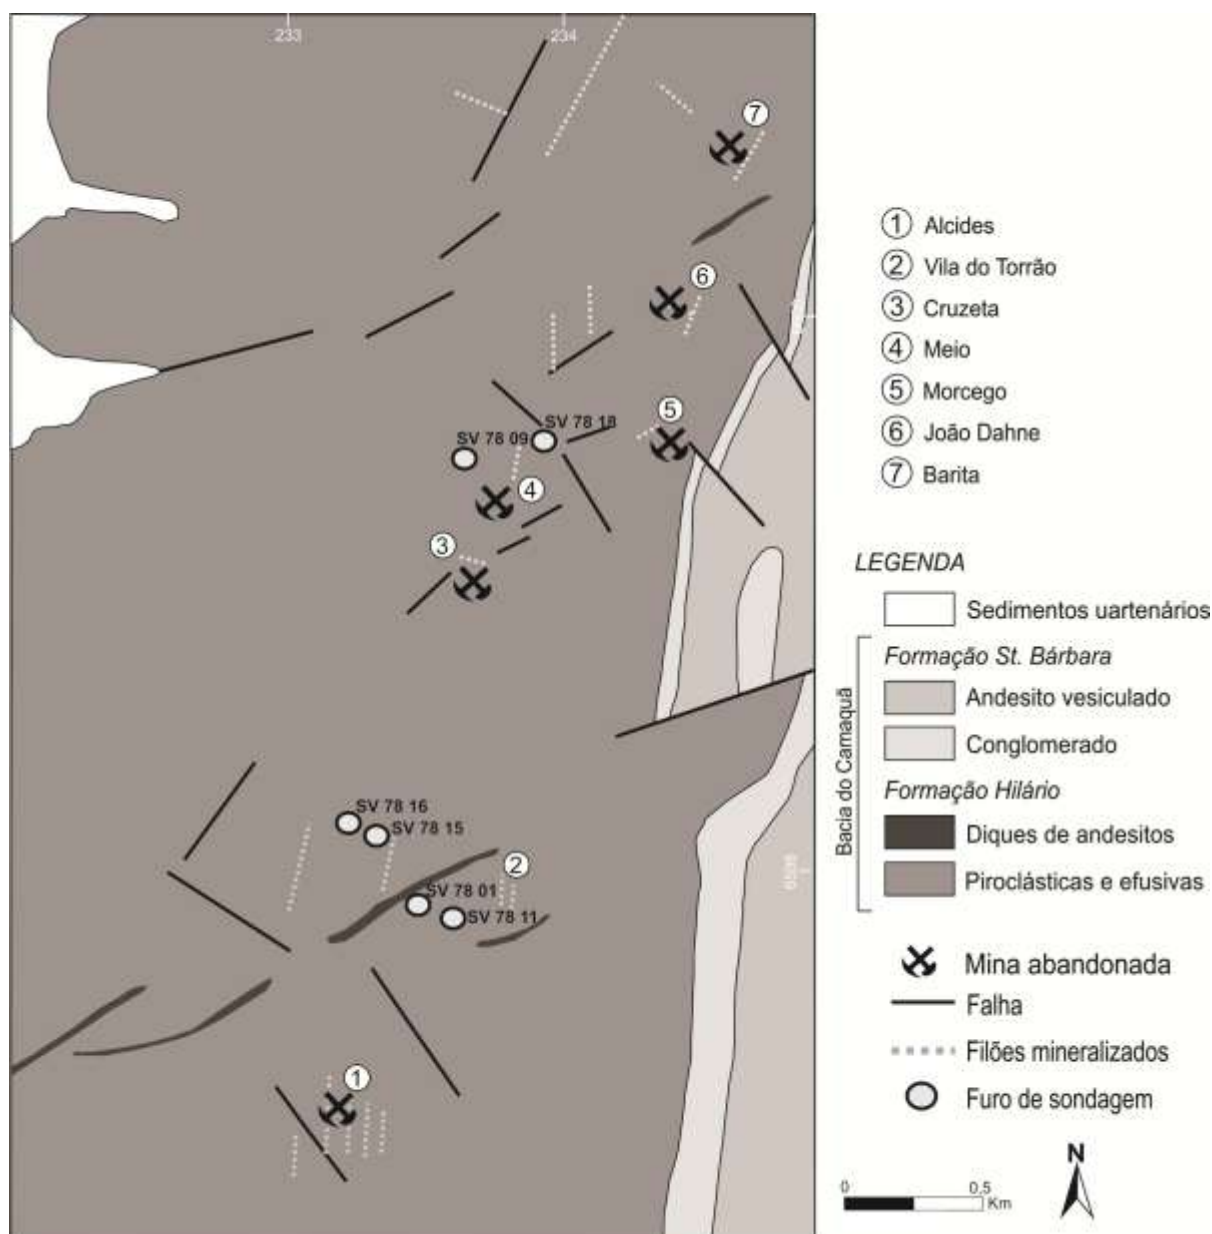 233
234
7
6
5
SV 78 18
SV 78 09
4
3
SV 78 16
SV 78 15
2
SV 78 01
SV 78 11
1
1 Alcides
2 Vila do Torrão
3 Cruzeta
4 Meio
5 Morcego
6 João Dahne
7 Barita
LEGENDA
Sedimentos uartenários
Bacia do Camaquã
Formação St. Bárbara
Andesito vesiculado
Conglomerado
Formação Hilário
Diques de andesitos
Piroclásticas e efusivas
Mina abandonada
Falha
Filões mineralizados
Furo de sondagem
N
0 0,5
Km